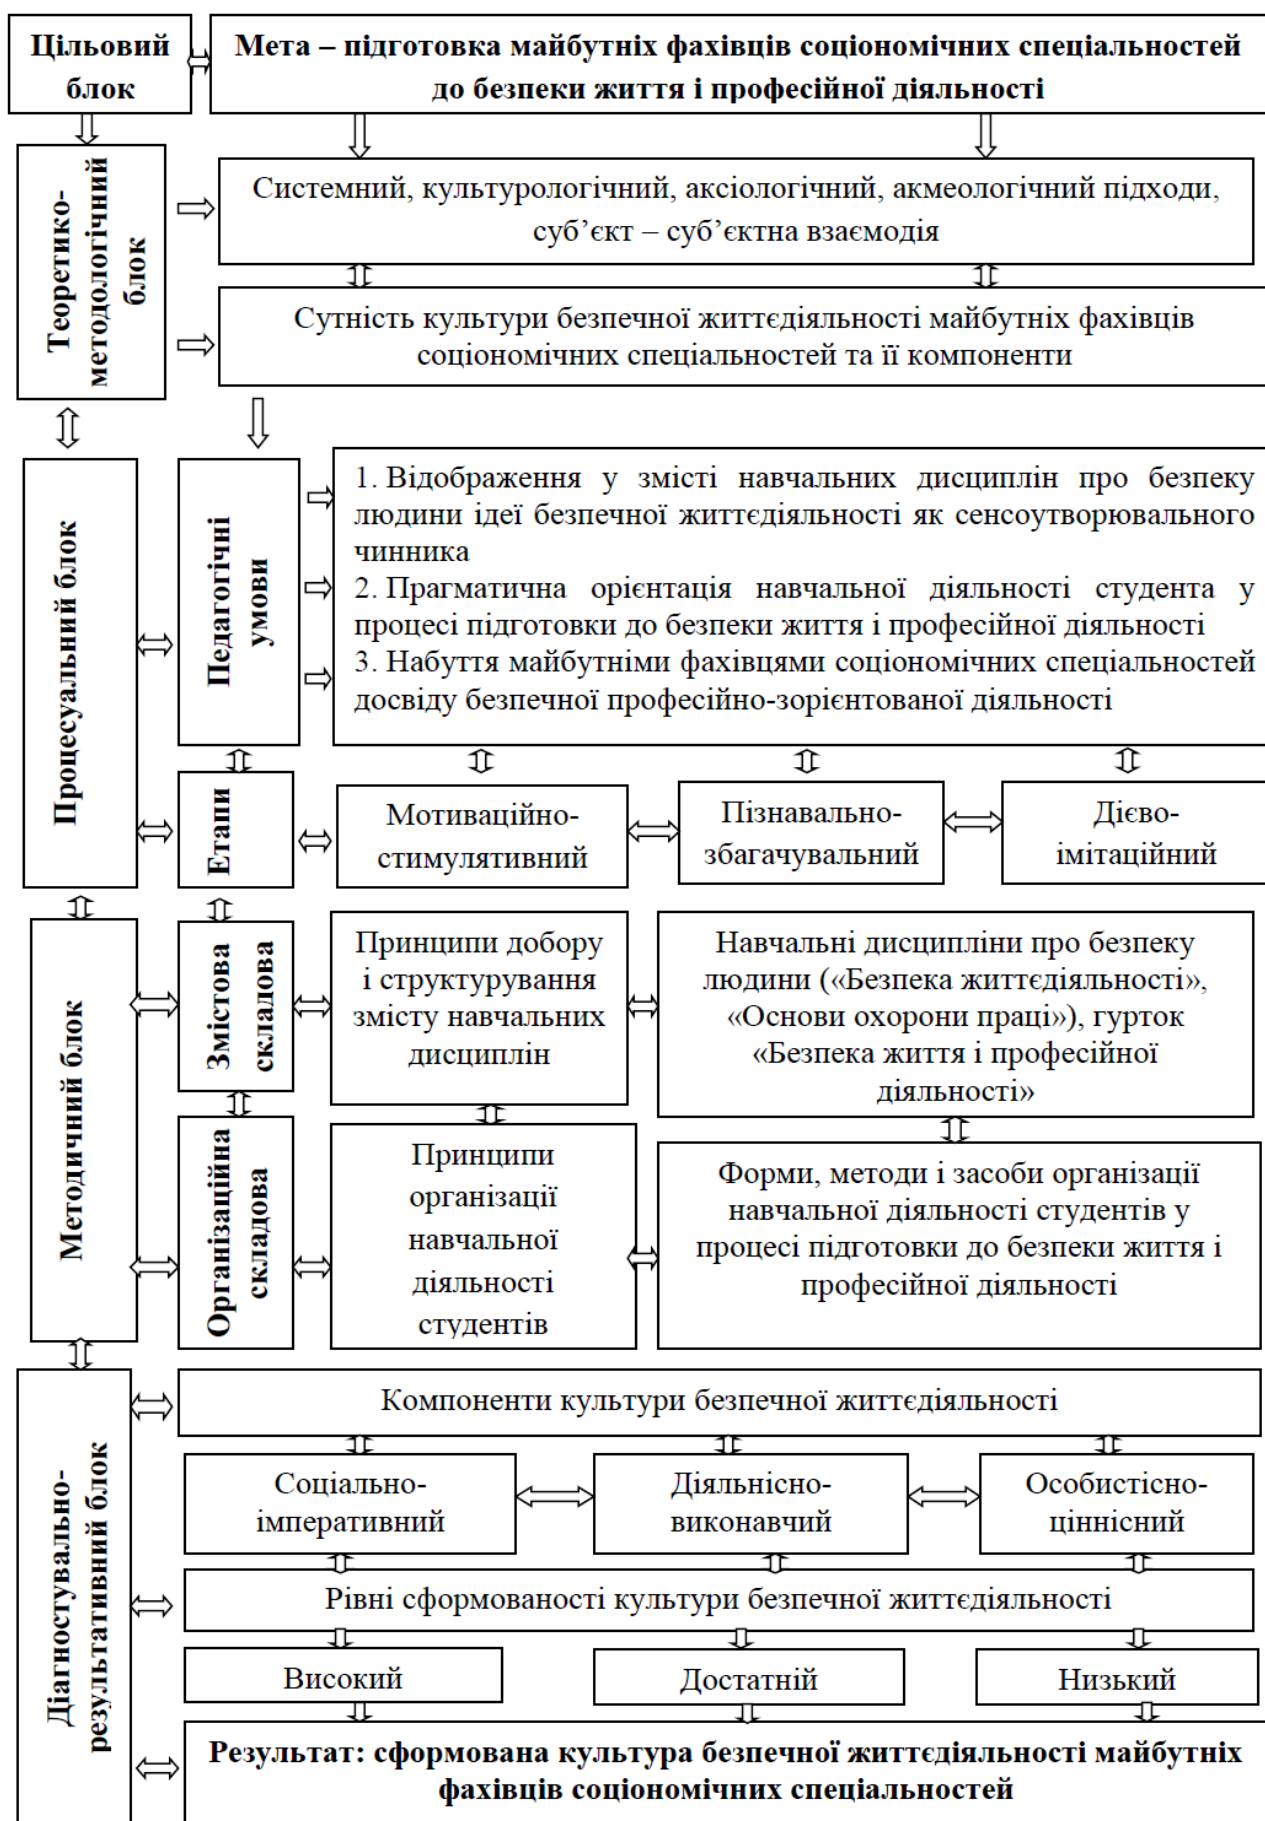 Цільовий
блок
Мета – підготовка майбутніх фахівців соціономічних спеціальностей
до безпеки життя і професійної діяльності
Теоретико-
методологічний
блок
Системний, культурологічний, аксіологічний, акмеологічний підходи,
суб’єкт – суб’єктна взаємодія
Сутність культури безпечної життєдіяльності майбутніх фахівців
соціономічних спеціальностей та її компоненти
Процесуальний блок
Педагогічні
умови
1. Відображення у змісті навчальних дисциплін про безпеку
людини ідеї безпечної життєдіяльності як сенсоутворювального
чинника
2. Прагматична орієнтація навчальної діяльності студента у
процесі підготовки до безпеки життя і професійної діяльності
3. Набуття майбутніми фахівцями соціономічних спеціальностей
досвіду безпечної професійно-зорієнтованої діяльності
Етапи
Мотиваційно-
стимулятивний
Пізнавально-
збагачувальний
Дієво-
імітаційний
Методичний блок
Змістова
складова
Принципи добору
і структурування
змісту навчальних
дисциплін
Навчальні дисципліни про безпеку
людини («Безпека життєдіяльності»,
«Основи охорони праці»), гурток
«Безпека життя і професійної
діяльності»
Організаційна
складова
Принципи
організації
навчальної
діяльності
студентів
Форми, методи і засоби організації
навчальної діяльності студентів у
процесі підготовки до безпеки життя і
професійної діяльності
Діагностувально-
результативний блок
Компоненти культури безпечної життєдіяльності
Соціально-
імперативний
Діяльнісно-
виконавчий
Особистісно-
ціннісний
Рівні сформованості культури безпечної життєдіяльності
Високий
Достатній
Низький
Результат: сформована культура безпечної життєдіяльності майбутніх
фахівців соціономічних спеціальностей